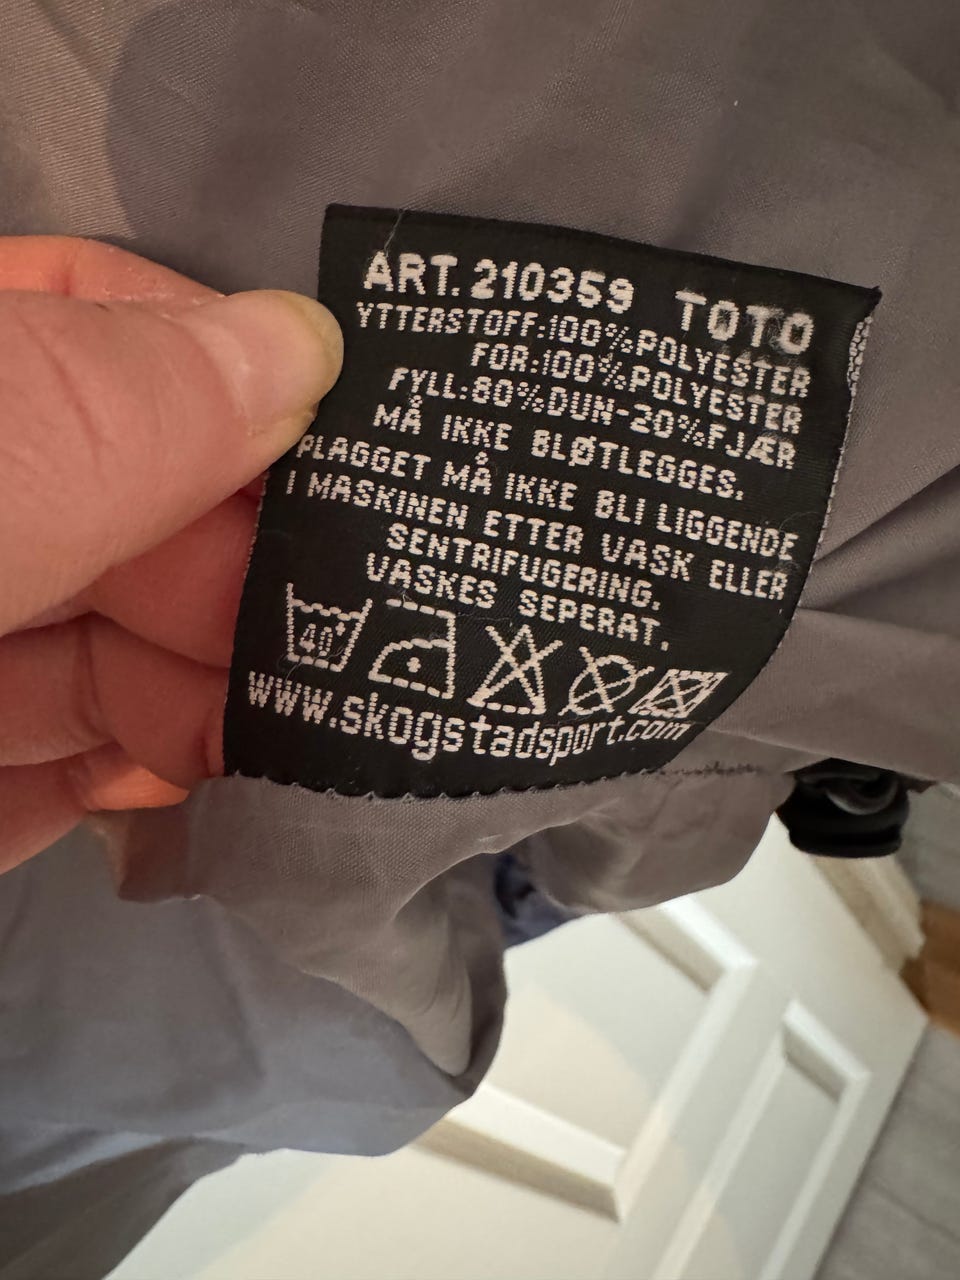 ART. 210359 TOTO
YTTERSTOFF:100%POLYESTER
FOR:100%POLYESTER
FYLL:80%DUN-20%FJÆR
MÅ IKKE BLØTLEGGES.
PLAGGET MÅ IKKE BLI LIGGENDE
I MASKINEN ETTER VASK ELLER
SENTRIFUGERING.
VASKES SEPERAT.
40°
www.skogstadsport.com